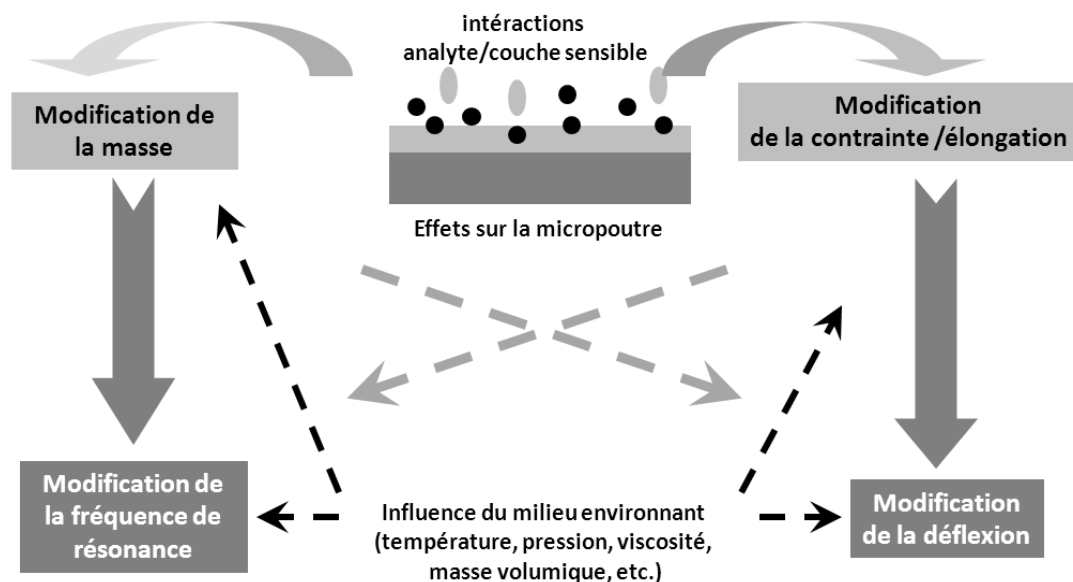 intéractions
analyte/couche sensible
Modification de
la masse
Modification
de la contrainte /élongation
Effets sur la micropoutre
Modification de
la fréquence de
résonance
Influence du milieu environnant
(température, pression, viscosité,
masse volumique, etc.)
Modification
de la déflexion